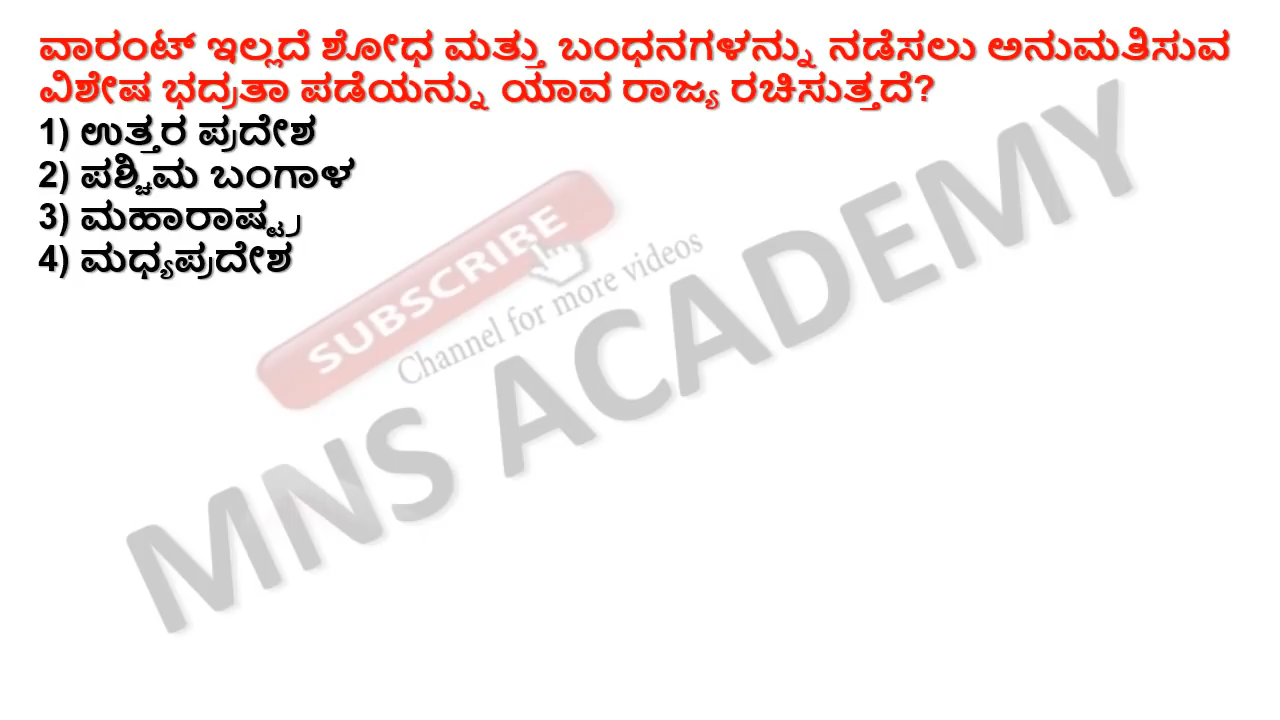 ವಾರಂಟ್ ಇಲ್ಲದೆ ಶೋಧ ಮತ್ತು ಬಂಧನಗಳನ್ನು ನಡೆಸಲು ಅನುಮತಿಸುವ
ವಿಶೇಷ ಭದ್ರತಾ ಪಡೆಯನ್ನು ಯಾವ ರಾಜ್ಯ ರಚಿಸುತ್ತದೆ?
1) ಉತ್ತರ ಪ್ರದೇಶ
2) ಪಶ್ಚಿಮ ಬಂಗಾಳ
3) ಮಹಾರಾಷ್ಟ್ರ
4) ಮಧ್ಯಪ್ರದೇಶ
SUBSCRIBE
Channel for more videos
MNS ACADEMY